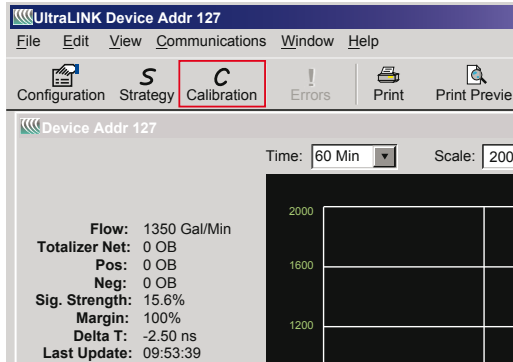 UltraLINK Device Addr 127
File Edit View Communications Window Help
Configuration Strategy Calibration Errors Print Print Previe
S C !
Device Addr 127
Time: 60 Min Scale: 200
Flow: 1350 Gal/Min
Totalizer Net: 0 OB
Pos: 0 OB
Neg: 0 OB
Sig. Strength: 15.6%
Margin: 100%
Delta T: -2.50 ns
Last Update: 09:53:39
2000
1600
1200